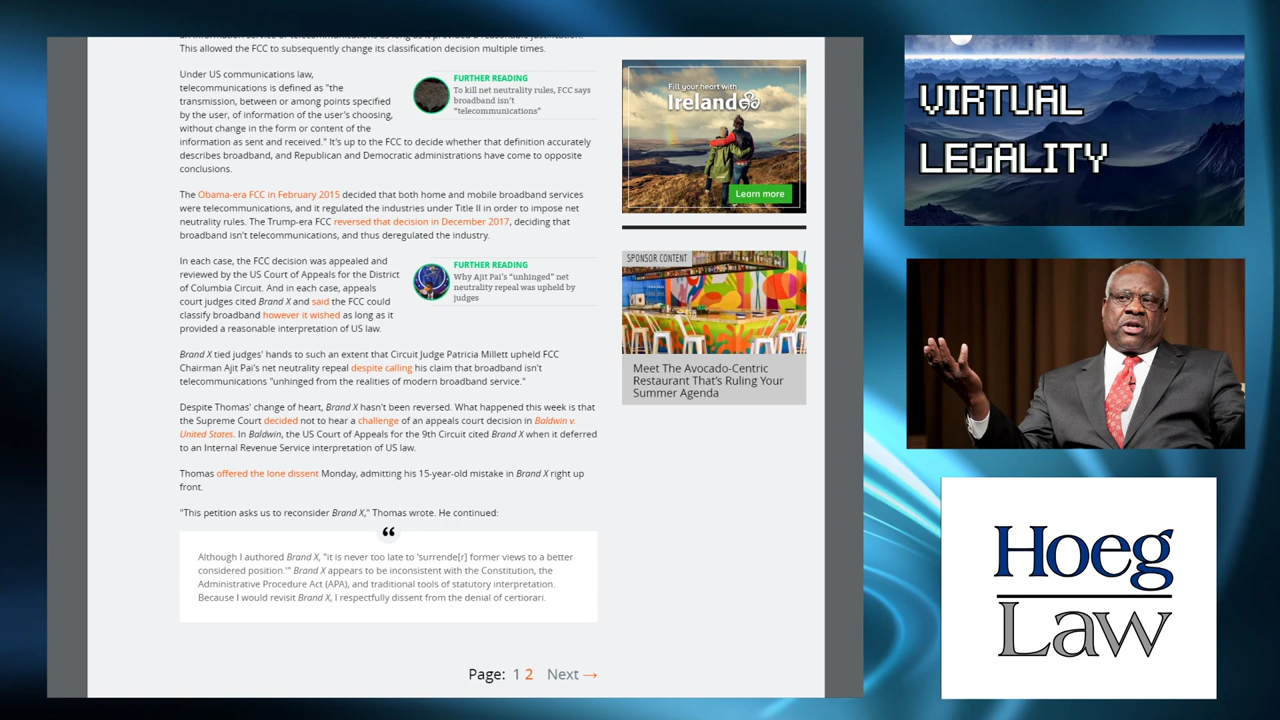 This allowed the FCC to subsequently change its classification decision multiple times.
Under US communications law,
telecommunications is defined as "the
transmission, between or among points specified
by the user, of information of the user's choosing,
without change in the form or content of the
information as sent and received." It's up to the FCC to decide whether that definition accurately
describes broadband, and Republican and Democratic administrations have come to opposite
conclusions.
FURTHER READING
To kill net neutrality rules, FCC says
broadband isn't
"telecommunications"
The Obama-era FCC in February 2015 decided that both home and mobile broadband services
were telecommunications, and it regulated the industries under Title II in order to impose net
neutrality rules. The Trump-era FCC reversed that decision in December 2017, deciding that
broadband isn't telecommunications, and thus deregulated the industry.
In each case, the FCC decision was appealed and
reviewed by the US Court of Appeals for the District
of Columbia Circuit. And in each case, appeals
court judges cited Brand X and said the FCC could
classify broadband however it wished as long as it
provided a reasonable interpretation of US law.
FURTHER READING
Why Ajit Pai's "unhinged" net
neutrality repeal was upheld by
judges
Brand X tied judges' hands to such an extent that Circuit Judge Patricia Millett upheld FCC
Chairman Ajit Pai's net neutrality repeal despite calling his claim that broadband isn't
telecommunications "unhinged from the realities of modern broadband service."
Despite Thomas' change of heart, Brand X hasn't been reversed. What happened this week is that
the Supreme Court decided not to hear a challenge of an appeals court decision in Baldwin v.
United States. In Baldwin, the US Court of Appeals for the 9th Circuit cited Brand X when it deferred
to an Internal Revenue Service interpretation of US law.
Thomas offered the lone dissent Monday, admitting his 15-year-old mistake in Brand X right up
front.
"This petition asks us to reconsider Brand X," Thomas wrote. He continued:
“
Although I authored Brand X, "it is never too late to 'surrende[r] former views to a better
considered position.'" Brand X appears to be inconsistent with the Constitution, the
Administrative Procedure Act (APA), and traditional tools of statutory interpretation.
Because I would revisit Brand X, I respectfully dissent from the denial of certiorari.
Page: 1 2 Next →
Fill your heart with
Ireland
Learn more
SPONSOR CONTENT
Meet The Avocado-Centric
Restaurant That's Ruling Your
Summer Agenda
VIRTUAL
LEGALITY
Hoeg
Law